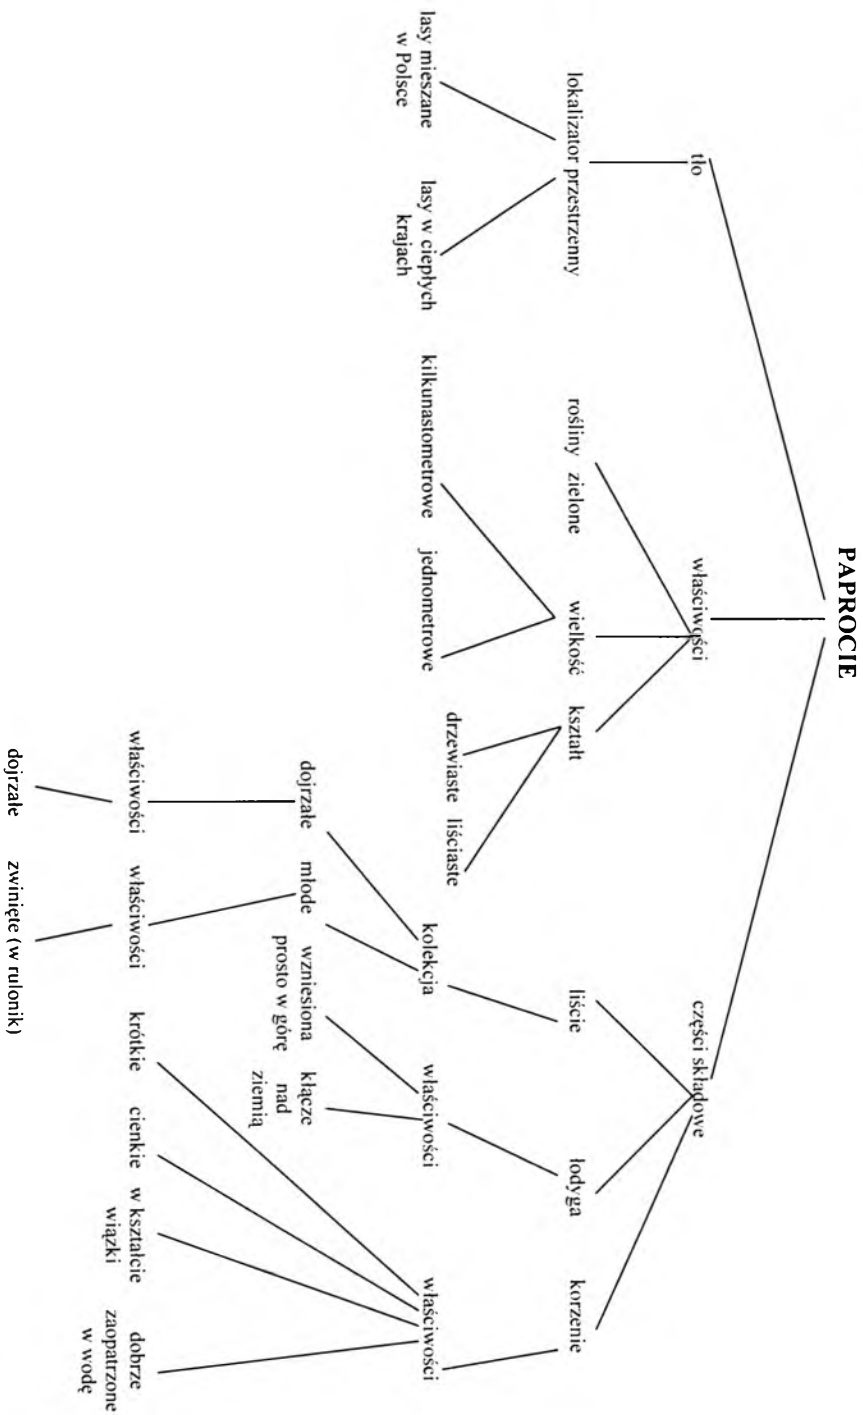 PAPROCIE
tło
właściwości
części składowe
lokalizator przestrzenny
rośliny zielone
wielkość
kształt
liście
łodyga
korzenie
lasy mieszane
w Polsce
lasy w ciepłych
krajach
kilkunastometrowe
jednometrowe
drzewiaste
liściaste
kolekcja
właściwości
właściwości
dojrzałe
młode
wzniesiona
prosto w górę
kłącze
nad
ziemią
właściwości
właściwości
krótkie
cienkie
w kształcie
wiązki
dobrze
zaopatrzone
w wodę
dojrzałe
zwinięte (w rulonik)